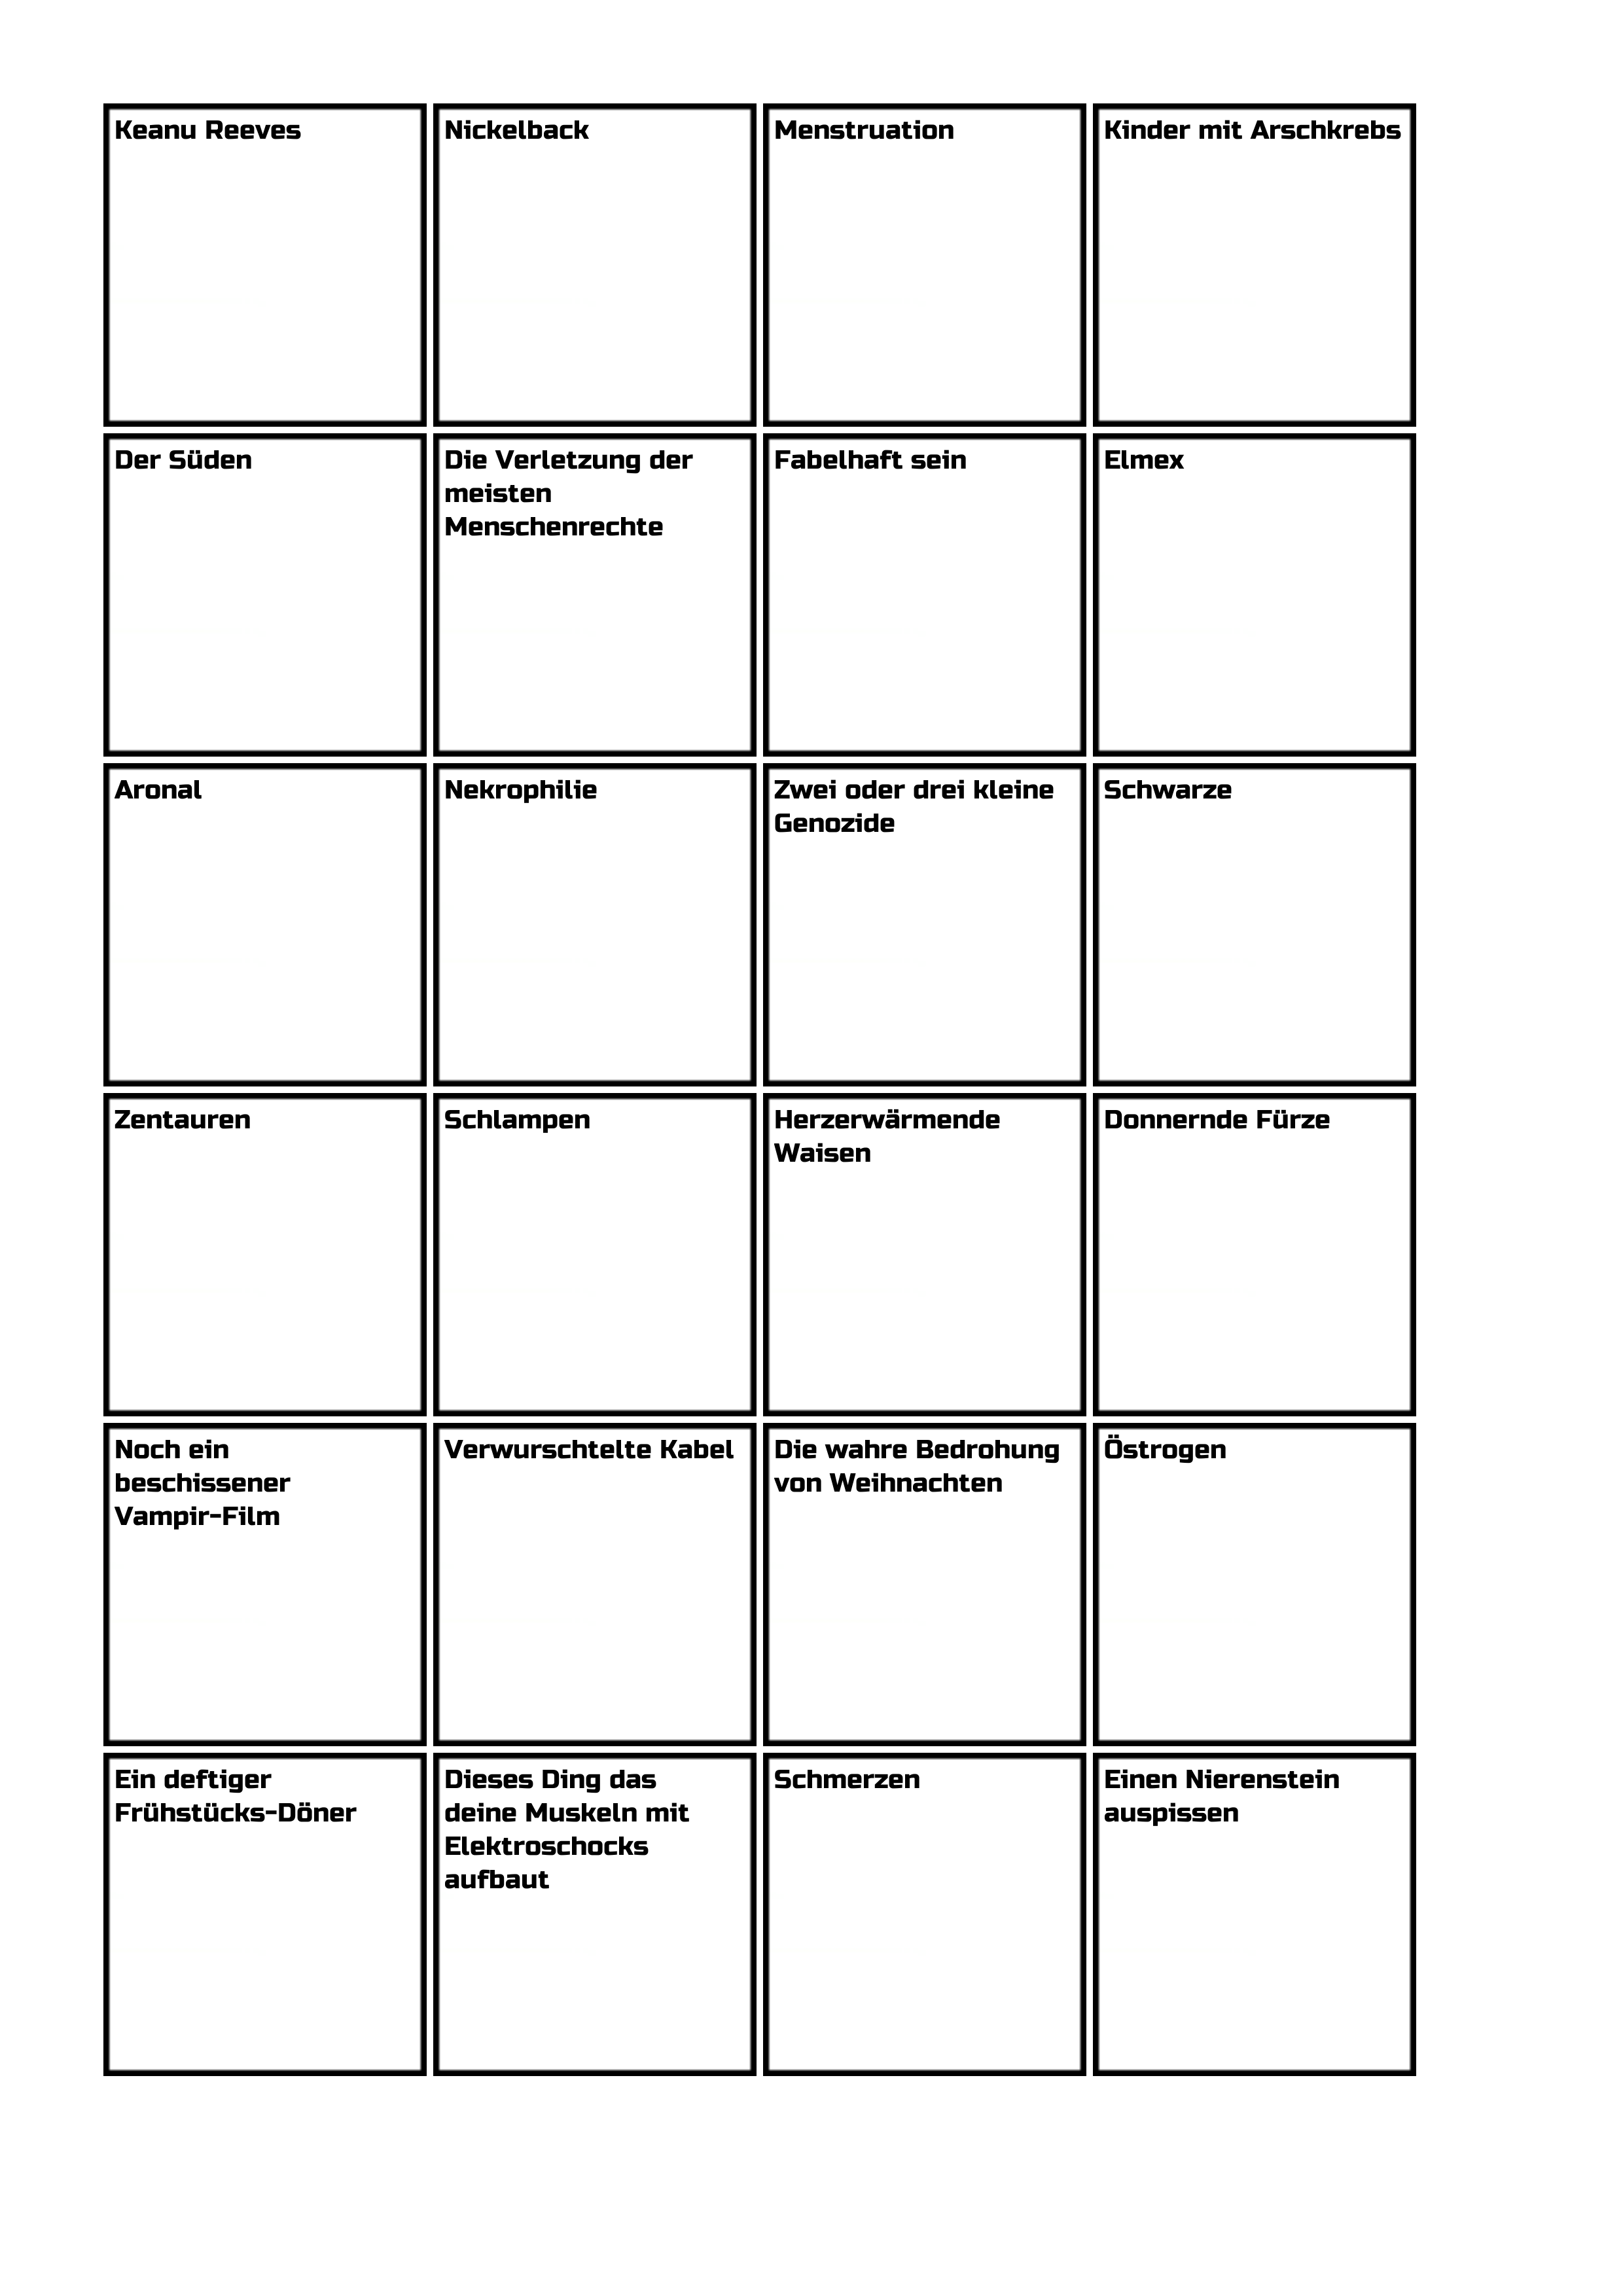 Keanu Reeves
Nickelback
Menstruation
Kinder mit Arschkrebs
Der Süden
Die Verletzung der
meisten
Menschenrechte
Fabelhaft sein
Elmex
Aronal
Nekrophilie
Zwei oder drei kleine
Genozide
Schwarze
Zentauren
Schlampen
Herzerwärmende
Waisen
Donnernde Fürze
Noch ein
beschissener
Vampir-Film
Verwurschtelte Kabel
Die wahre Bedrohung
von Weihnachten
Östrogen
Ein deftiger
Frühstücks-Döner
Dieses Ding das
deine Muskeln mit
Elektroschocks
aufbaut
Schmerzen
Einen Nierenstein
auspissen